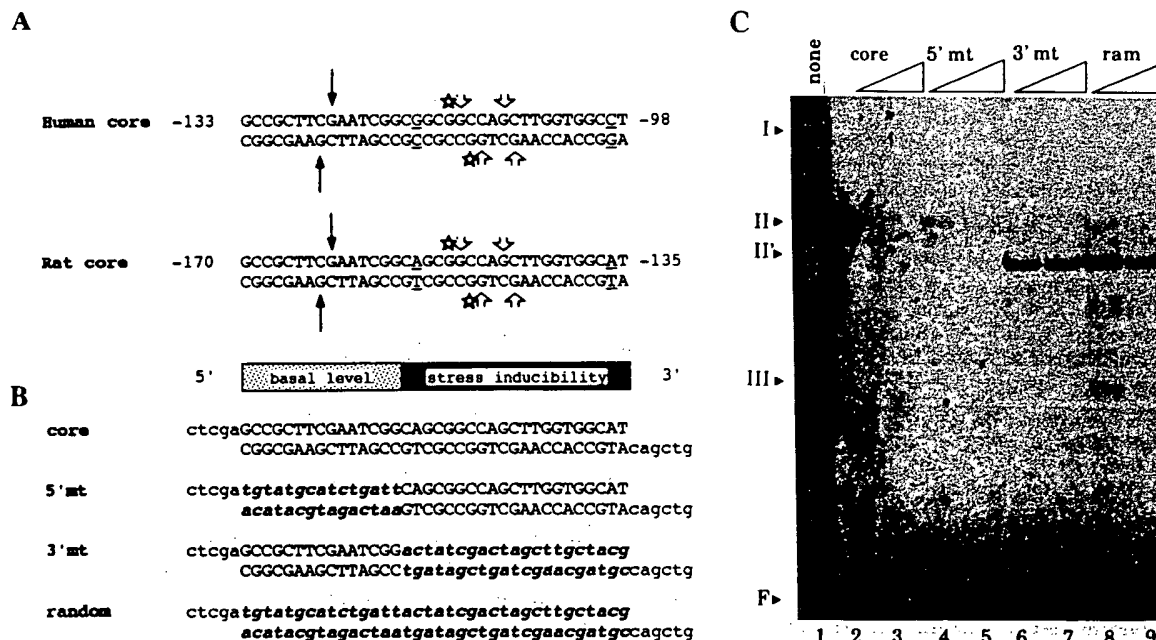 A
Human core -133 GCCGCTTCGAATCGGCGGCGGCCAGCTTGGTGGCCT -98
CGGCGAAGCTTAGCCGCCGCCGGTCGAACCACCGGA
Rat core -170 GCCGCTTCGAATCGGCAGCGGCCAGCTTGGTGGCAT -135
CGGCGAAGCTTAGCCGTCGCCGGTCGAACCACCGTA
5' basal level stress inducibility 3'
B
core ctcgaGCCGCTTCGAATCGGCAGCGGCCAGCTTGGTGGCAT
CGGCGAAGCTTAGCCGTCGCCGGTCGAACCACCGTAcagctg
5'mt ctcgatgtatgcatctgattCAGCGGCCAGCTTGGTGGCAT
acatacgtagactaaGTCGCCGGTCGAACCACCGTAcagctg
3'mt ctcgaGCCGCTTCGAATCGGactatcgactagcttgctacg
CGGCGAAGCTTAGCCtgatagctgatcgaacgatgccagctg
random ctcgatgtatgcatctgattactatcgactagcttgctacg
acatacgtagactaatgatagctgatcgaacgatgccagctg
C
none core 5'mt 3'mt ram
I
II
II'
III
F
1 2 3 4 5 6 7 8 9